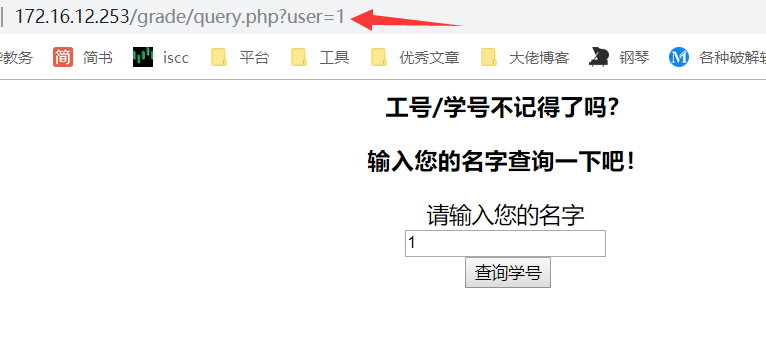 172.16.12.253/grade/query.php?user=1
教务 简 简书 iscc 平台 工具 优秀文章 大佬博客 钢琴 M 各种破解
工号/学号不记得了吗？
输入您的名字查询一下吧！
请输入您的名字
1
查询学号